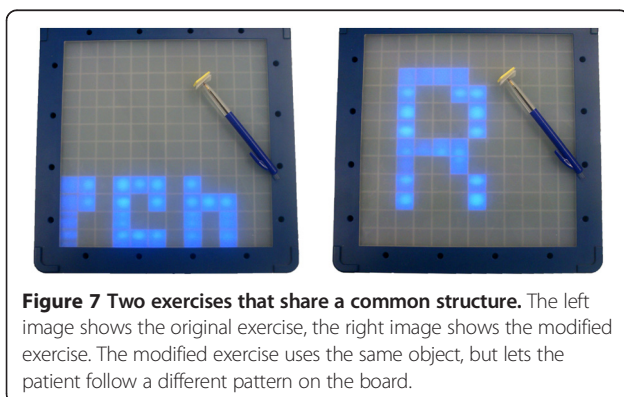 rch
R
Figure 7 Two exercises that share a common structure. The left
image shows the original exercise, the right image shows the modified
exercise. The modified exercise uses the same object, but lets the
patient follow a different pattern on the board.